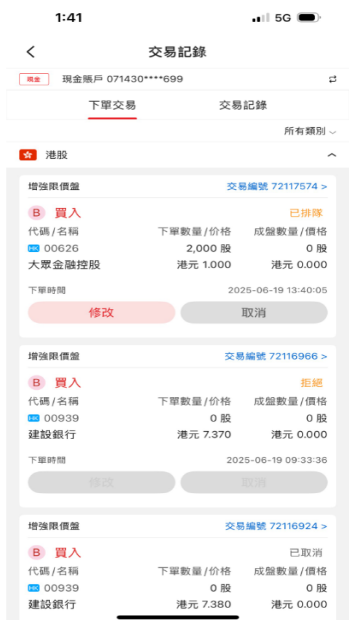 1:41
5G
交易記錄
現金 現金賬戶 071430****699
下單交易 交易記錄
所有類別
港股
增強限價盤 交易編號 72117574 >
B 買入 已排隊
代碼/名稱 下單數量/价格 成盤數量/價格
HK 00626 2,000 股 0 股
大眾金融控股 港元 1.000 港元 0.000
下單時間 2025-06-19 13:40:05
修改 取消
增強限價盤 交易編號 72116966 >
B 買入 拒絕
代碼/名稱 下單數量/价格 成盤數量/價格
HK 00939 0 股 0 股
建設銀行 港元 7.370 港元 0.000
下單時間 2025-06-19 09:33:36
修改 取消
增強限價盤 交易編號 72116924 >
B 買入 已取消
代碼/名稱 下單數量/价格 成盤數量/價格
HK 00939 0 股 0 股
建設銀行 港元 7.380 港元 0.000